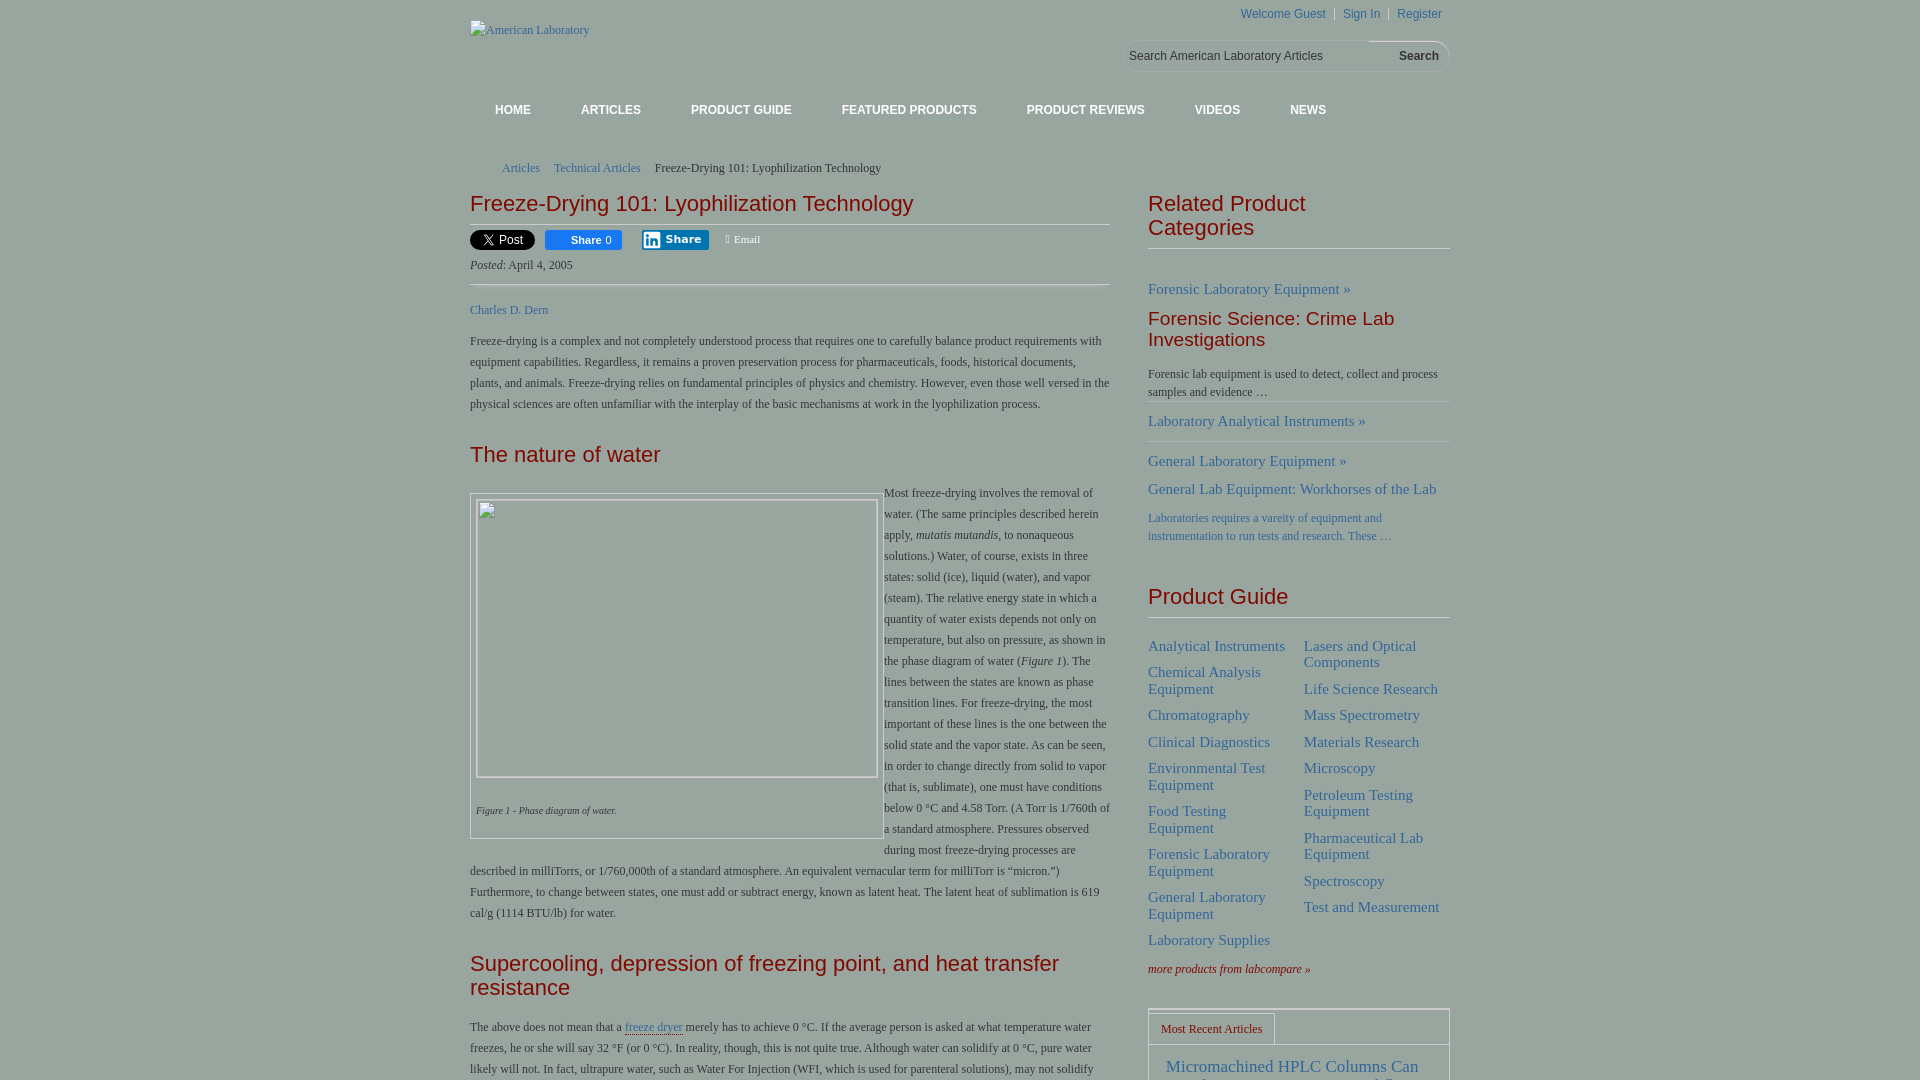 Welcome Guest Sign In Register
American Laboratory
Search American Laboratory Articles Search
HOME ARTICLES PRODUCT GUIDE FEATURED PRODUCTS PRODUCT REVIEWS VIDEOS NEWS
Articles Technical Articles Freeze-Drying 101: Lyophilization Technology
Freeze-Drying 101: Lyophilization Technology
Post Share 0 Share Email
Posted: April 4, 2005
Charles D. Dern
Freeze-drying is a complex and not completely understood process that requires one to carefully balance product requirements with
equipment capabilities. Regardless, it remains a proven preservation process for pharmaceuticals, foods, historical documents,
plants, and animals. Freeze-drying relies on fundamental principles of physics and chemistry. However, even those well versed in the
physical sciences are often unfamiliar with the interplay of the basic mechanisms at work in the lyophilization process.
The nature of water
Figure 1 - Phase diagram of water.
Most freeze-drying involves the removal of
water. (The same principles described herein
apply, mutatis mutandis, to nonaqueous
solutions.) Water, of course, exists in three
states: solid (ice), liquid (water), and vapor
(steam). The relative energy state in which a
quantity of water exists depends not only on
temperature, but also on pressure, as shown in
the phase diagram of water (Figure 1). The
lines between the states are known as phase
transition lines. For freeze-drying, the most
important of these lines is the one between the
solid state and the vapor state. As can be seen,
in order to change directly from solid to vapor
(that is, sublimate), one must have conditions
below 0 °C and 4.58 Torr. (A Torr is 1/760th of
a standard atmosphere. Pressures observed
during most freeze-drying processes are
described in milliTorrs, or 1/760,000th of a standard atmosphere. An equivalent vernacular term for milliTorr is “micron.”)
Furthermore, to change between states, one must add or subtract energy, known as latent heat. The latent heat of sublimation is 619
cal/g (1114 BTU/lb) for water.
Supercooling, depression of freezing point, and heat transfer
resistance
The above does not mean that a freeze dryer merely has to achieve 0 °C. If the average person is asked at what temperature water
freezes, he or she will say 32 °F (or 0 °C). In reality, though, this is not quite true. Although water can solidify at 0 °C, pure water
likely will not. In fact, ultrapure water, such as Water For Injection (WFI, which is used for parenteral solutions), may not solidify
Related Product
Categories
Forensic Laboratory Equipment »
Forensic Science: Crime Lab
Investigations
Forensic lab equipment is used to detect, collect and process
samples and evidence …
Laboratory Analytical Instruments »
General Laboratory Equipment »
General Lab Equipment: Workhorses of the Lab
Laboratories requires a vareity of equipment and
instrumentation to run tests and research. These …
Product Guide
Analytical Instruments
Chemical Analysis
Equipment
Chromatography
Clinical Diagnostics
Environmental Test
Equipment
Food Testing
Equipment
Forensic Laboratory
Equipment
General Laboratory
Equipment
Laboratory Supplies
Lasers and Optical
Components
Life Science Research
Mass Spectrometry
Materials Research
Microscopy
Petroleum Testing
Equipment
Pharmaceutical Lab
Equipment
Spectroscopy
Test and Measurement
more products from labcompare »
Most Recent Articles
Micromachined HPLC Columns Can